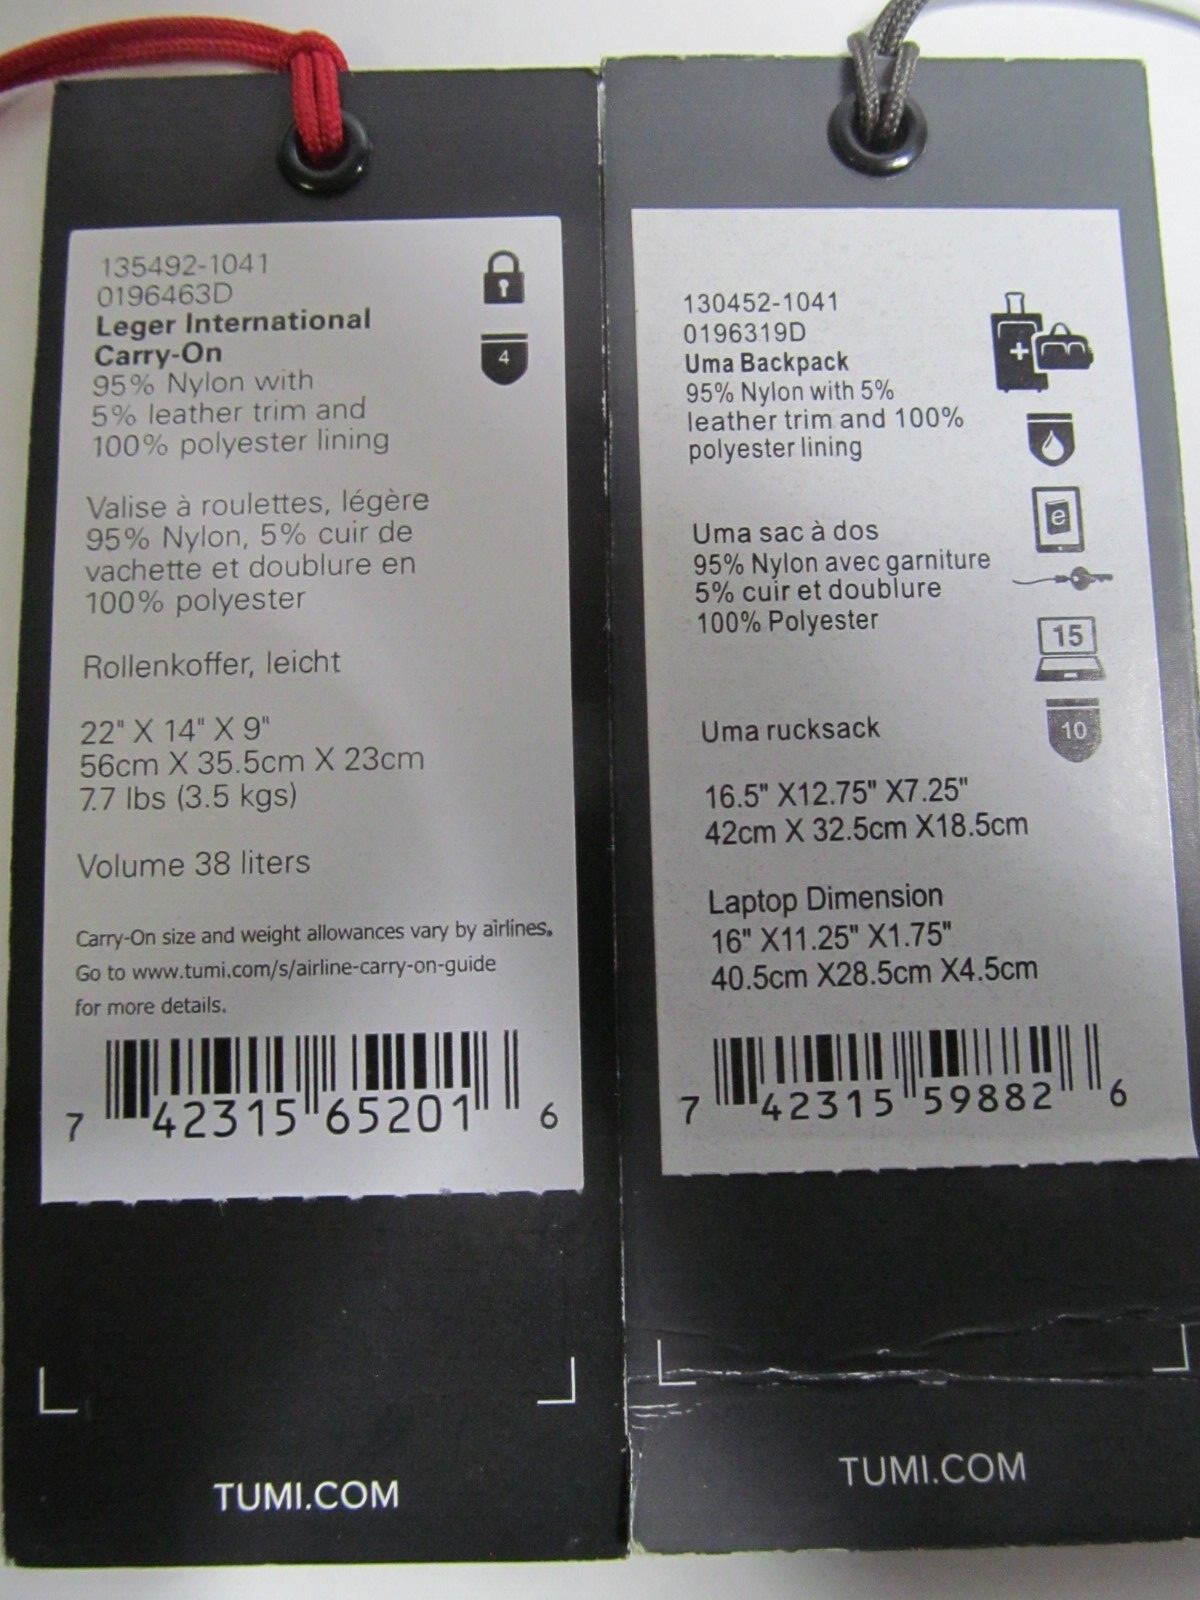 135492-1041
0196463D
Leger International
Carry-On
95% Nylon with
5% leather trim and
100% polyester lining
4
Valise à roulettes, légère
95% Nylon, 5% cuir de
vachette et doublure en
100% polyester
Rollenkoffer, leicht
22" X 14" X 9"
56cm X 35.5cm X 23cm
7.7 lbs (3.5 kgs)
Volume 38 liters
Carry-On size and weight allowances vary by airlines.
Go to www.tumi.com/s/airline-carry-on-guide
for more details.
7 42315 65201 6
TUMI.COM
130452-1041
0196319D
Uma Backpack
95% Nylon with 5%
leather trim and 100%
polyester lining
e
Uma sac à dos
95% Nylon avec garniture
5% cuir et doublure
100% Polyester
15
Uma rucksack
10
16.5" X12.75" X7.25"
42cm X 32.5cm X18.5cm
Laptop Dimension
16" X11.25" X1.75"
40.5cm X28.5cm X4.5cm
7 42315 59882 6
TUMI.COM